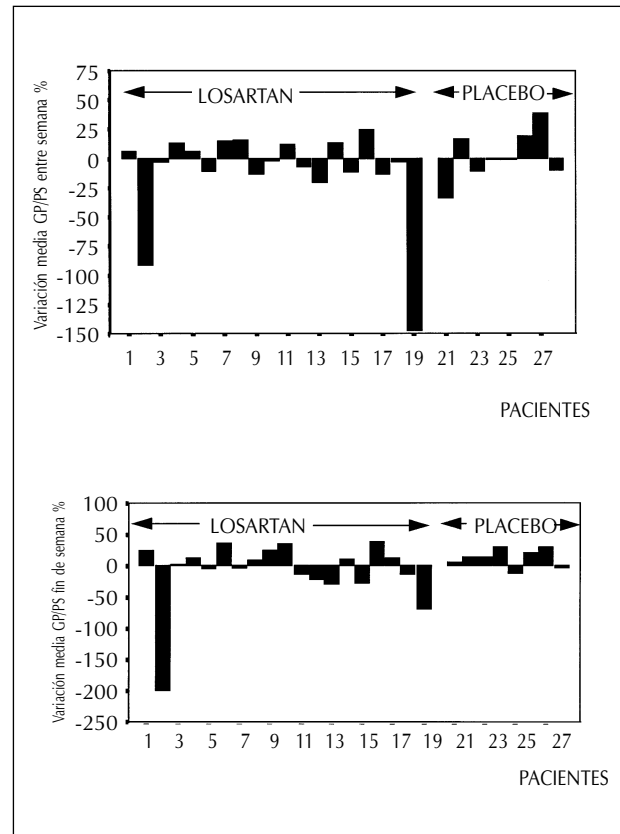 Variación media GP/PS entre semana %
75
50
25
0
-25
-50
-75
-100
-125
-150
LOSARTAN
PLACEBO
1 3 5 7 9 11 13 15 17 19 21 23 25 27
PACIENTES
Variación media GP/PS fin de semana %
100
50
0
-50
-100
-150
-200
-250
LOSARTAN
PLACEBO
1 3 5 7 9 11 13 15 17 19 21 23 25 27
PACIENTES